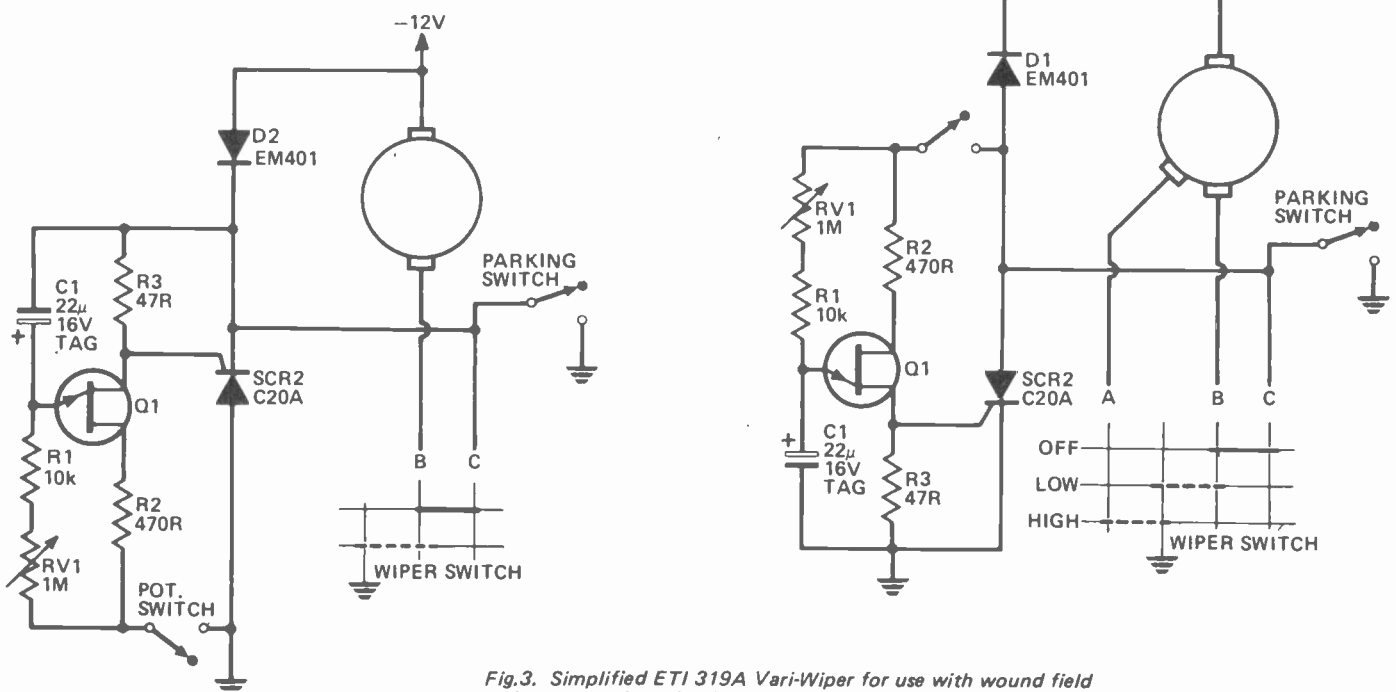 −12V
D2
EM401
C1
22μ
16V
TAG
+
R3
47R
PARKING
SWITCH
SCR2
C20A
Q1
R1
10k
R2
470R
RV1
1M
POT.
SWITCH
B
C
WIPER SWITCH
D1
EM401
RV1
1M
R2
470R
R1
10k
Q1
SCR2
C20A
+
C1
22μ
16V
TAG
R3
47R
PARKING
SWITCH
A
B
C
OFF
LOW
HIGH
WIPER SWITCH
Fig.3. Simplified ETI 319A Vari-Wiper for use with wound field